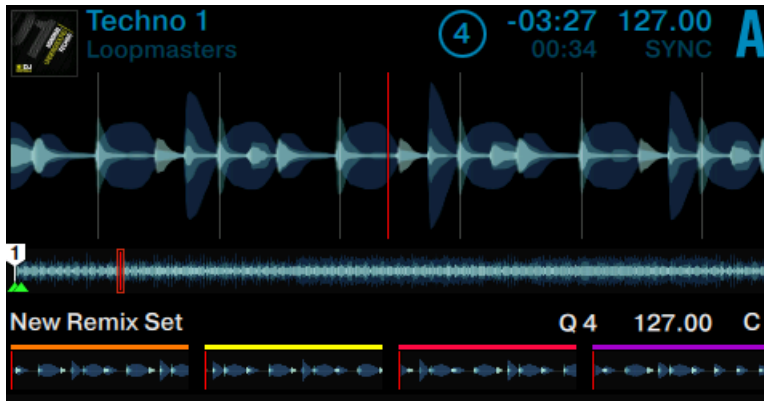 Techno 1
Loopmasters
4
-03:27 127.00
00:34 SYNC
A
1
New Remix Set Q 4 127.00 C